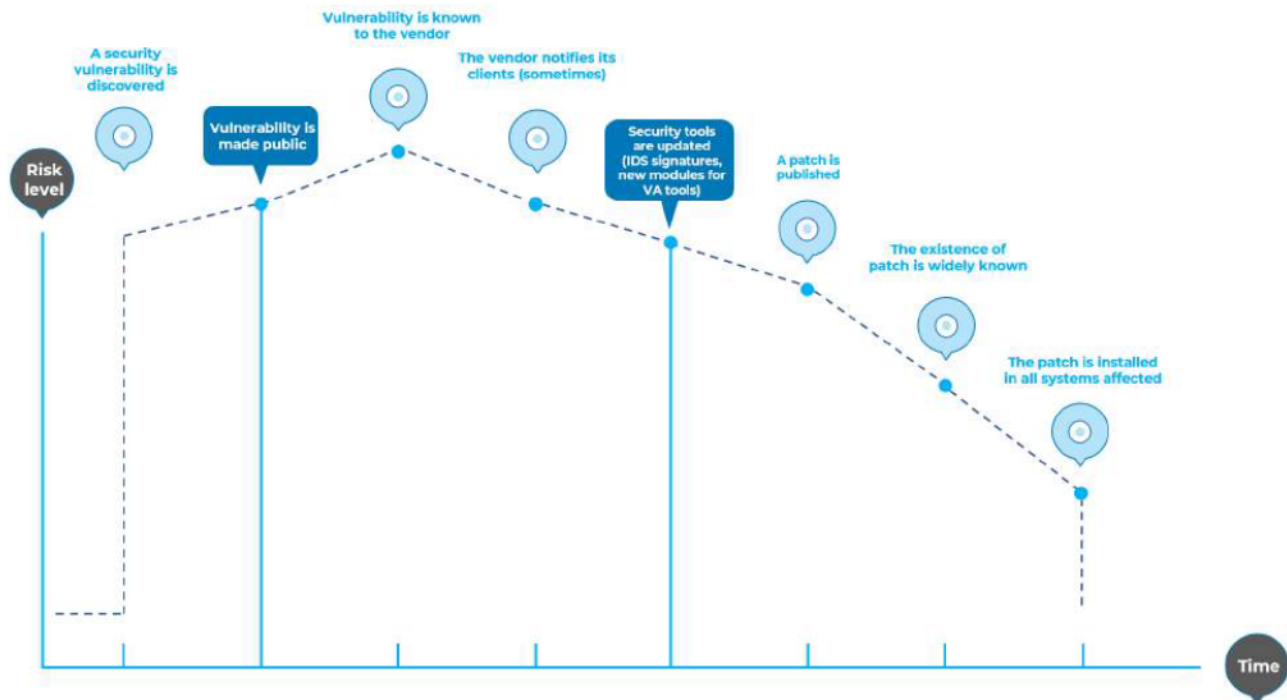 A security
vulnerability is
discovered
Vulnerability is
made public
Vulnerability is known
to the vendor
The vendor notifies its
clients (sometimes)
Security tools
are updated
(IDS signatures,
new modules for
VA tools)
A patch is
published
The existence of
patch is widely known
The patch is installed
in all systems affected
Risk
level
Time